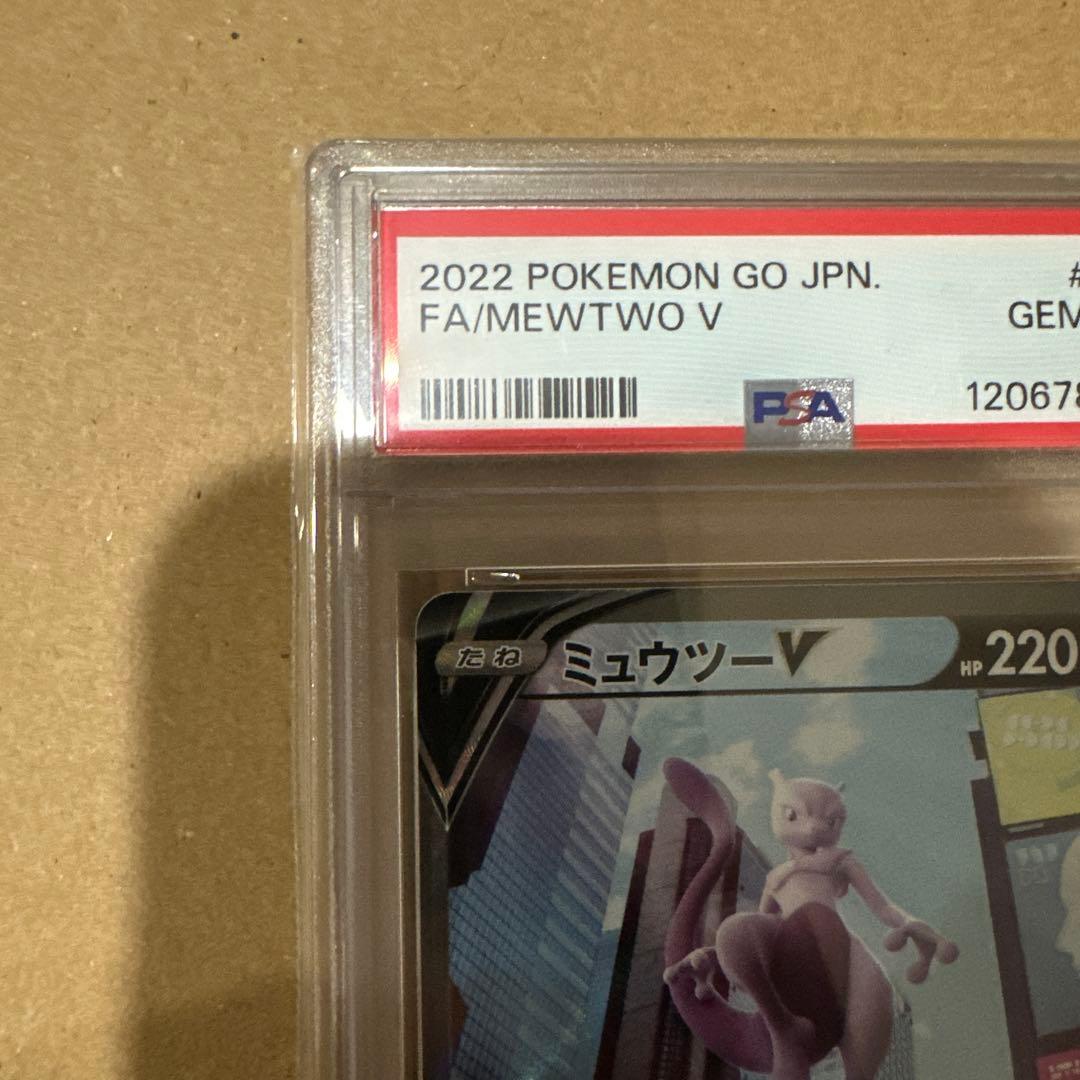 2022 POKEMON GO JPN. #
FA/MEWTWO V GEM
120678
PSA
たね ミュウツーV HP 220